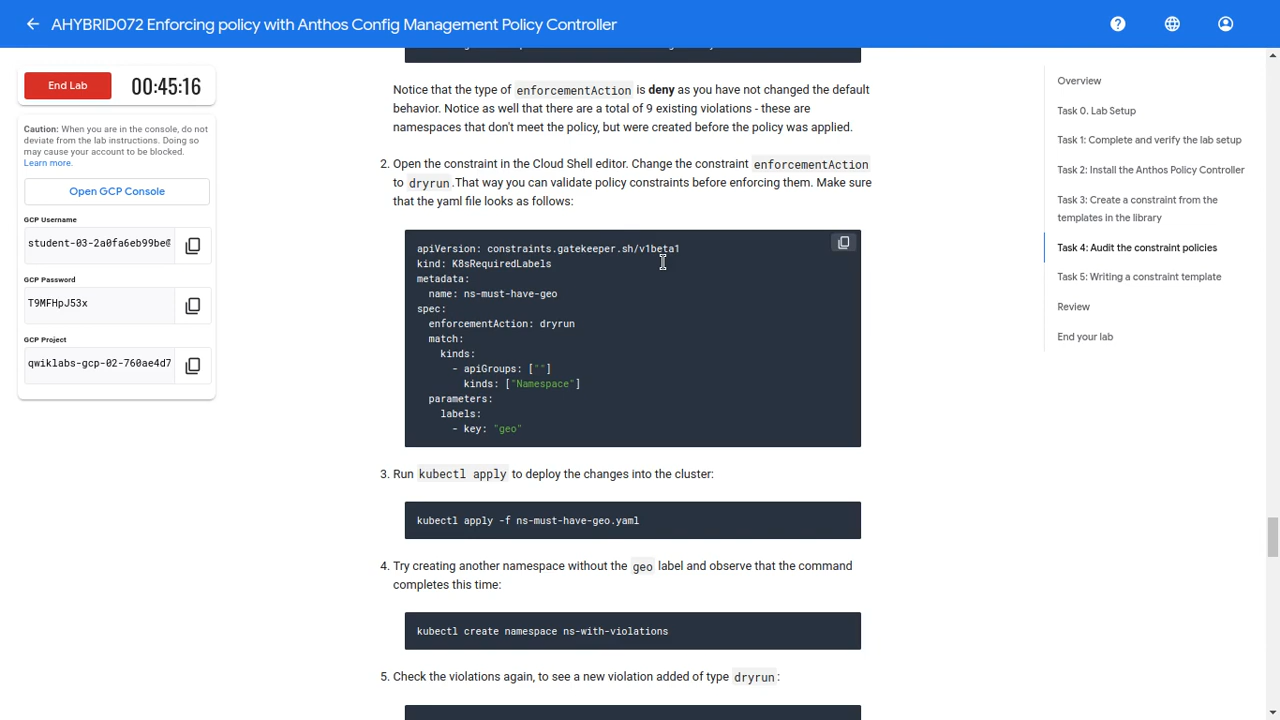 AHYBRID072 Enforcing policy with Anthos Config Management Policy Controller
End Lab
00:45:16
Caution: When you are in the console, do not
deviate from the lab instructions. Doing so
may cause your account to be blocked.
Learn more.
Open GCP Console
GCP Username
student-03-2a0fa6eb99be@
GCP Password
T9MFHpJ53x
GCP Project
qwiklabs-gcp-02-760ae4d7
Notice that the type of enforcementAction is deny as you have not changed the default
behavior. Notice as well that there are a total of 9 existing violations - these are
namespaces that don't meet the policy, but were created before the policy was applied.
2. Open the constraint in the Cloud Shell editor. Change the constraint enforcementAction
to dryrun.That way you can validate policy constraints before enforcing them. Make sure
that the yaml file looks as follows:
apiVersion: constraints.gatekeeper.sh/v1beta1
kind: K8sRequiredLabels
metadata:
  name: ns-must-have-geo
spec:
  enforcementAction: dryrun
  match:
    kinds:
      - apiGroups: [""]
        kinds: ["Namespace"]
  parameters:
    labels:
      - key: "geo"
3. Run kubectl apply to deploy the changes into the cluster:
kubectl apply -f ns-must-have-geo.yaml
4. Try creating another namespace without the geo label and observe that the command
completes this time:
kubectl create namespace ns-with-violations
5. Check the violations again, to see a new violation added of type dryrun:
Overview
Task 0. Lab Setup
Task 1: Complete and verify the lab setup
Task 2: Install the Anthos Policy Controller
Task 3: Create a constraint from the
templates in the library
Task 4: Audit the constraint policies
Task 5: Writing a constraint template
Review
End your lab